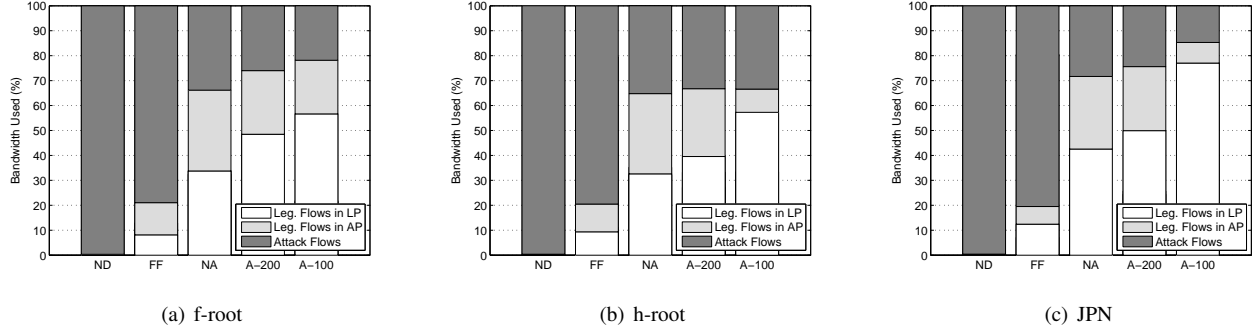 Bandwidth Used (%)
100
90
80
70
60
50
40
30
20
10
0
ND FF NA A−200 A−100
Leg. Flows in LP
Leg. Flows in AP
Attack Flows
(a) f-root
Bandwidth Used (%)
100
90
80
70
60
50
40
30
20
10
0
ND FF NA A−200 A−100
Leg. Flows in LP
Leg. Flows in AP
Attack Flows
(b) h-root
Bandwidth Used (%)
100
90
80
70
60
50
40
30
20
10
0
ND FF NA A−200 A−100
Leg. Flows in LP
Leg. Flows in AP
Attack Flows
(c) JPN